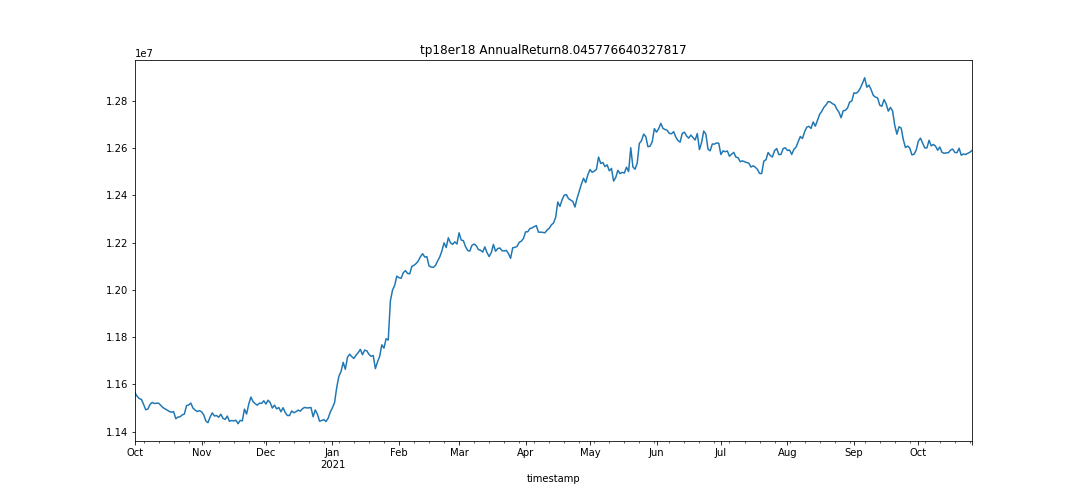 tp18er18 AnnualReturn8.045776640327817
1e7
1.28
1.26
1.24
1.22
1.20
1.18
1.16
1.14
Oct Nov Dec Jan Feb Mar Apr May Jun Jul Aug Sep Oct
2021
timestamp